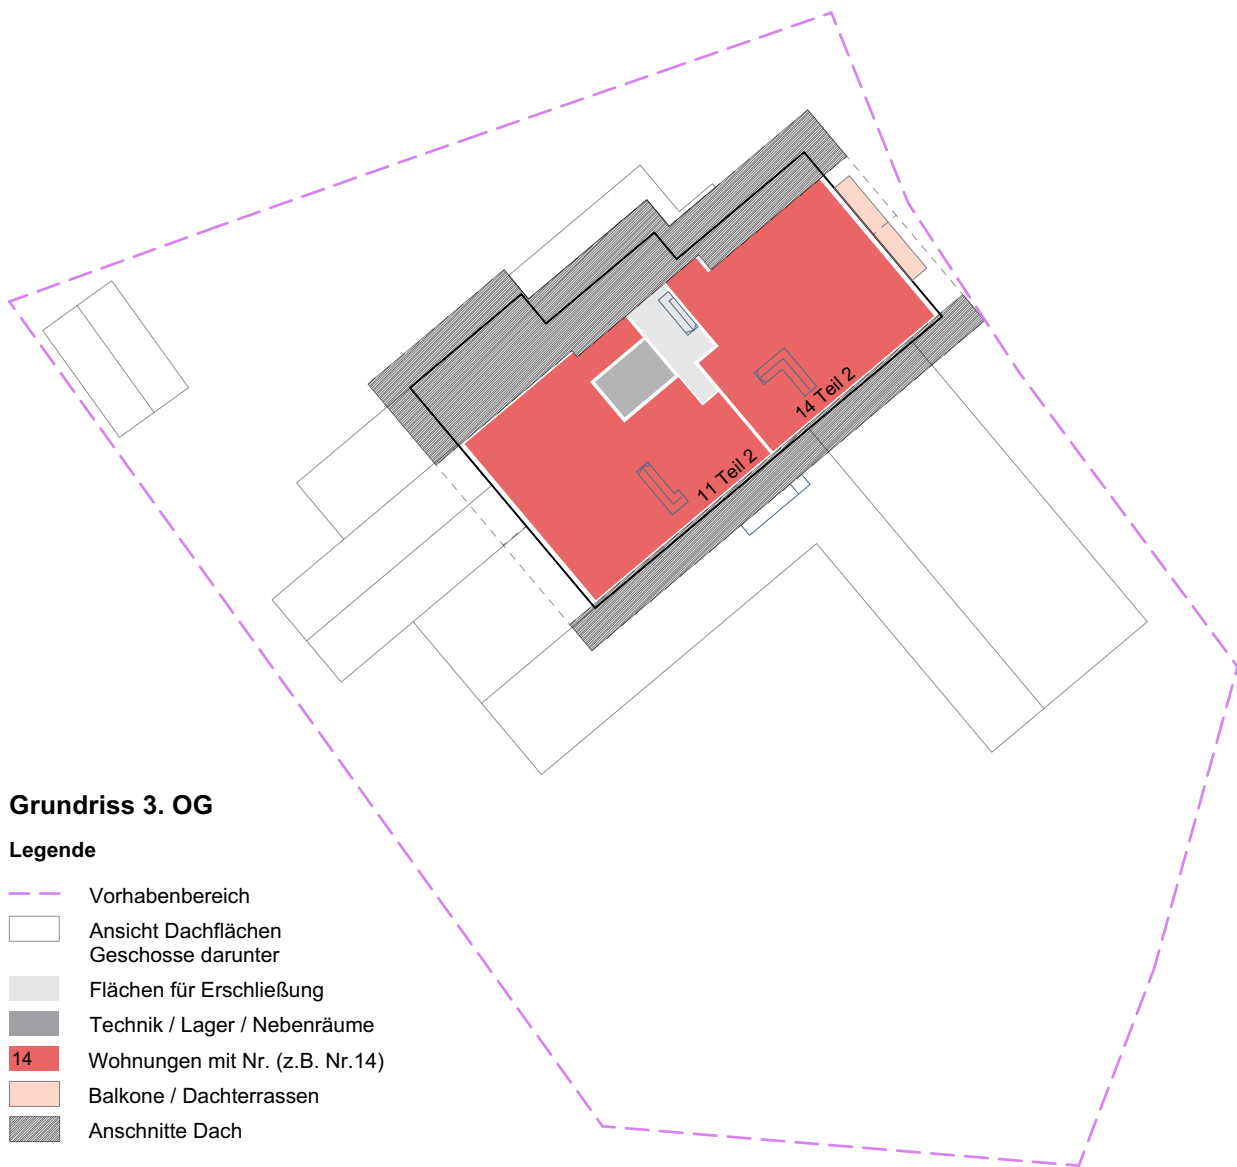 14 Teil 2
11 Teil 2
Grundriss 3. OG
Legende
Vorhabenbereich
Ansicht Dachflächen
Geschosse darunter
Flächen für Erschließung
Technik / Lager / Nebenräume
14 Wohnungen mit Nr. (z.B. Nr.14)
Balkone / Dachterrassen
Anschnitte Dach